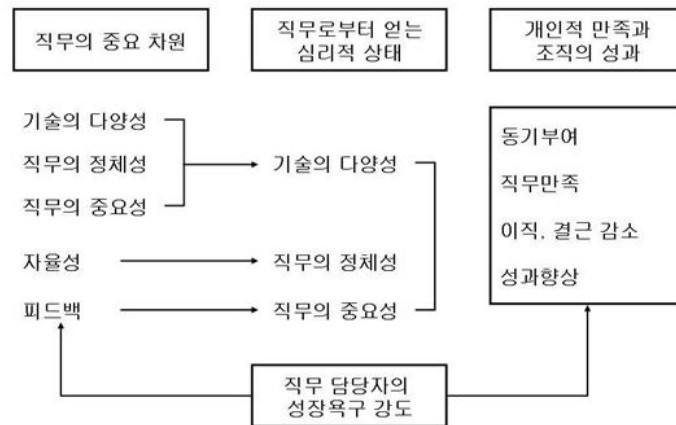 직무의 중요 차원
직무로부터 얻는
심리적 상태
개인적 만족과
조직의 성과
기술의 다양성
직무의 정체성
직무의 중요성
자율성
피드백
기술의 다양성
직무의 정체성
직무의 중요성
동기부여
직무만족
이직, 결근 감소
성과향상
직무 담당자의
성장욕구 강도